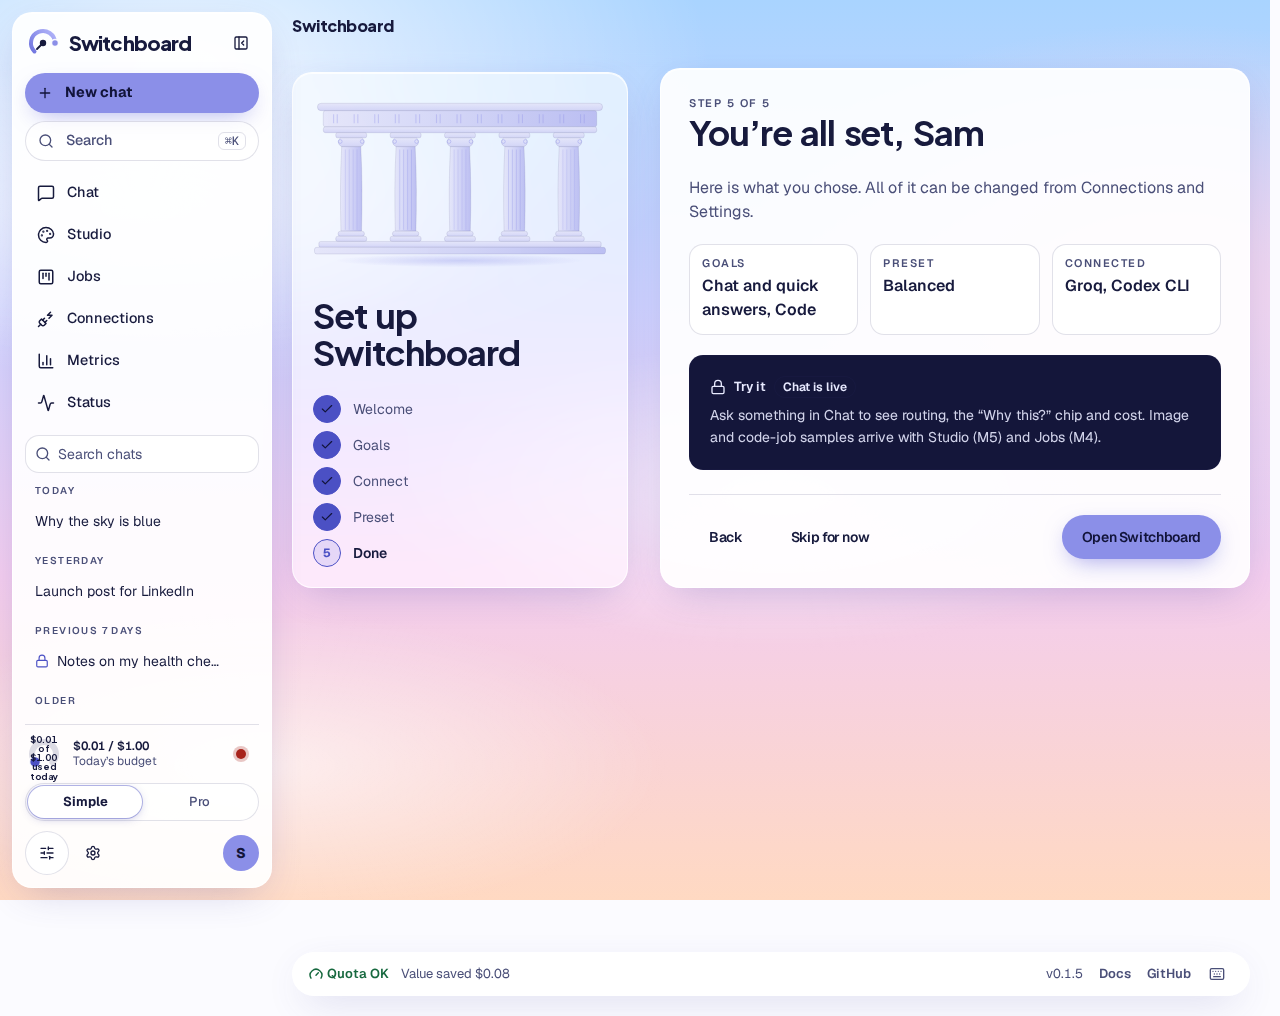 Switchboard
New chat
Search ⌘K
Chat
Studio
Jobs
Connections
Metrics
Status
Search chats
TODAY
Why the sky is blue
YESTERDAY
Launch post for LinkedIn
PREVIOUS 7 DAYS
Notes on my health che…
OLDER
$0.01
of
$1.00
used
today
$0.01 / $1.00
Today's budget
Simple Pro
S
Switchboard
Set up
Switchboard
Welcome
Goals
Connect
Preset
5 Done
STEP 5 OF 5
You’re all set, Sam
Here is what you chose. All of it can be changed from Connections and
Settings.
GOALS
Chat and quick
answers, Code
PRESET
Balanced
CONNECTED
Groq, Codex CLI
Try it Chat is live
Ask something in Chat to see routing, the “Why this?” chip and cost. Image
and code-job samples arrive with Studio (M5) and Jobs (M4).
Back Skip for now Open Switchboard
Quota OK Value saved $0.08 v0.1.5 Docs GitHub